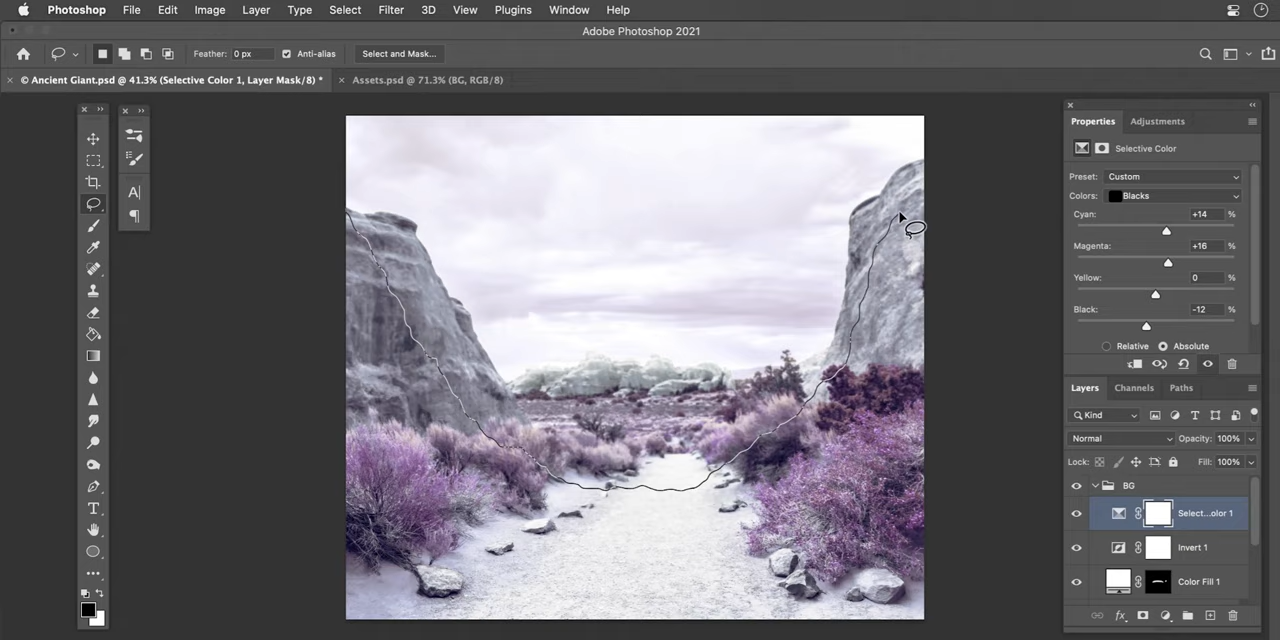 Photoshop File Edit Image Layer Type Select Filter 3D View Plugins Window Help
Adobe Photoshop 2021
Feather: 0 px Anti-alias Select and Mask...
© Ancient Giant.psd @ 41.3% (Selective Color 1, Layer Mask/8) * Assets.psd @ 71.3% (BG, RGB/8)
Properties Adjustments
Selective Color
Preset: Custom
Colors: Blacks
Cyan: +14 %
Magenta: +16 %
Yellow: 0 %
Black: -12 %
Relative Absolute
Layers Channels Paths
Kind
Normal Opacity: 100%
Lock: Fill: 100%
BG
Select...olor 1
Invert 1
Color Fill 1